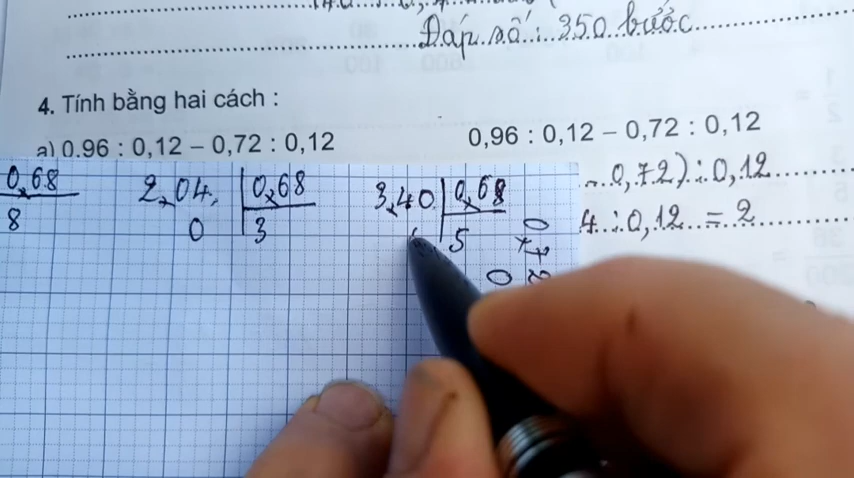 Đáp số : 350 bước
4. Tính bằng hai cách :
a) 0,96 : 0,12 – 0,72 : 0,12
0,96 : 0,12 – 0,72 : 0,12
0,72) : 0,12
4 : 0,12 = 2
0,68
8
2,04 0,68
0 3
3,40 0,68
5